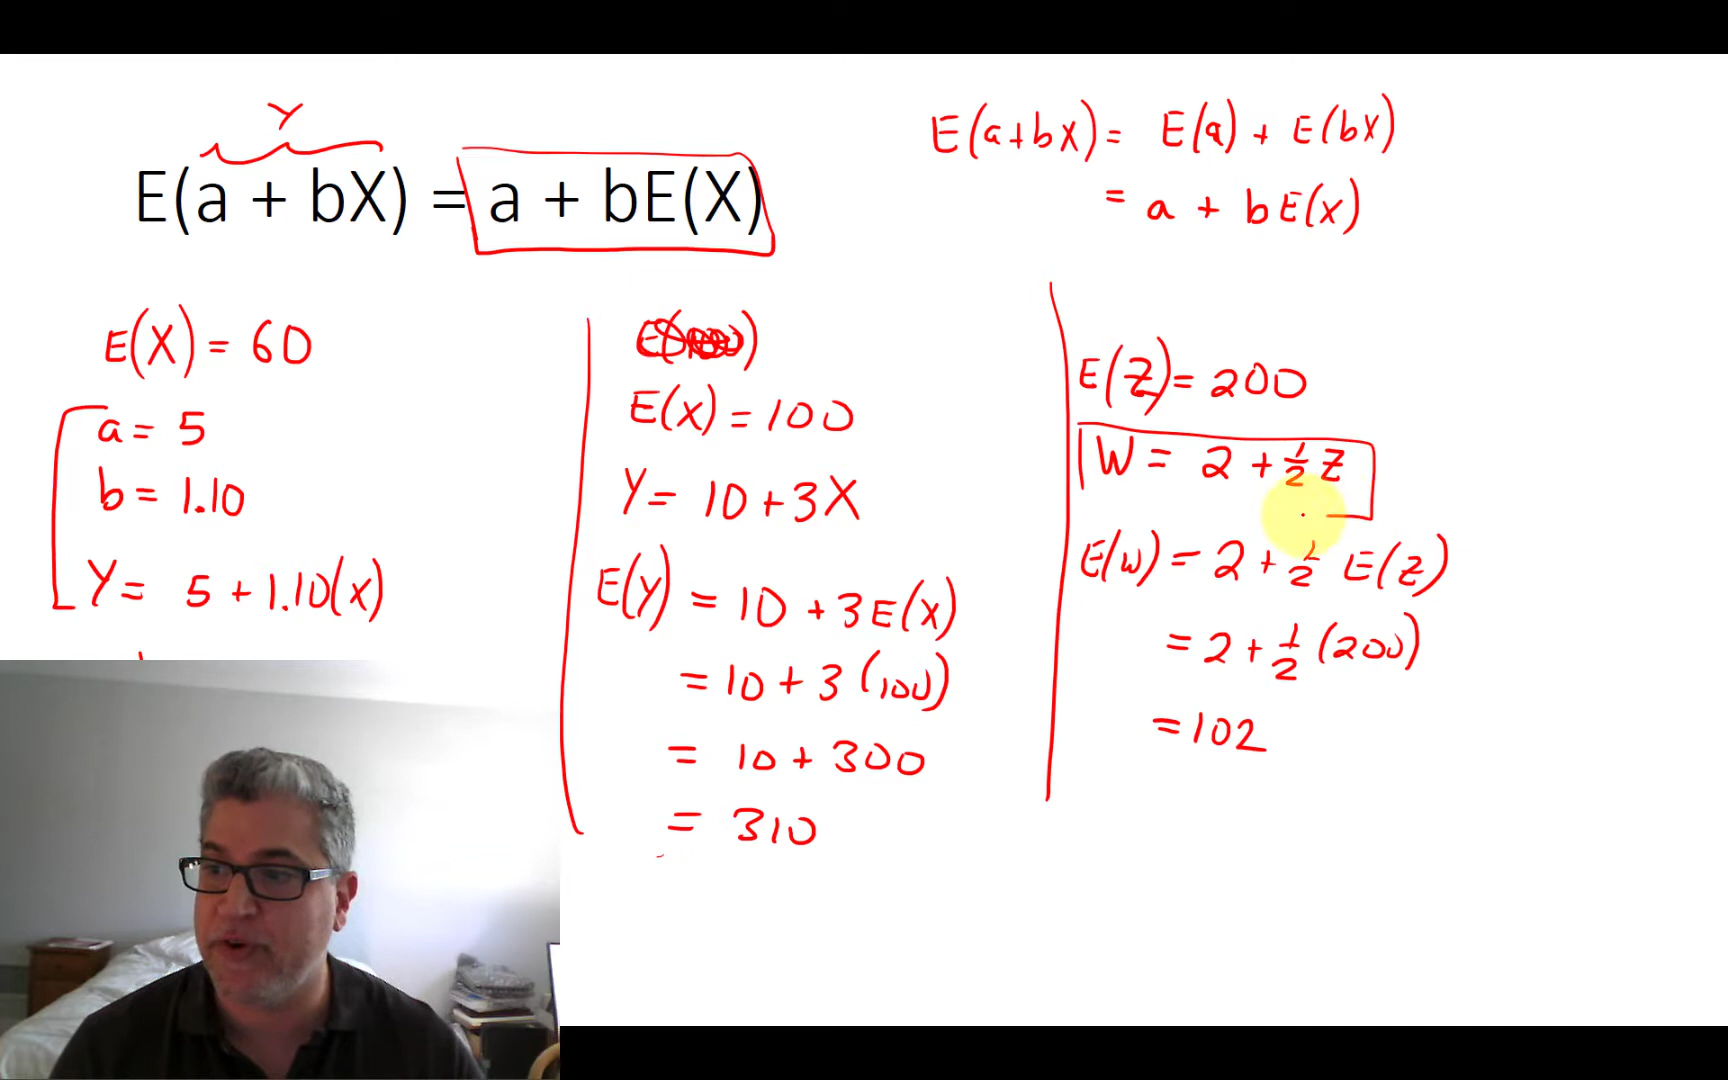 Y
E(a + bX) = a + bE(X)
E(a+bX) = E(a) + E(bX)
= a + bE(X)
E(X) = 60
a = 5
b = 1.10
Y = 5 + 1.10(X)
E(X) = 100
Y = 10 + 3X
E(Y) = 10 + 3E(X)
= 10 + 3(100)
= 10 + 300
= 310
E(Z) = 200
W = 2 + ½ Z
E(W) = 2 + ½ E(Z)
= 2 + ½ (200)
= 102